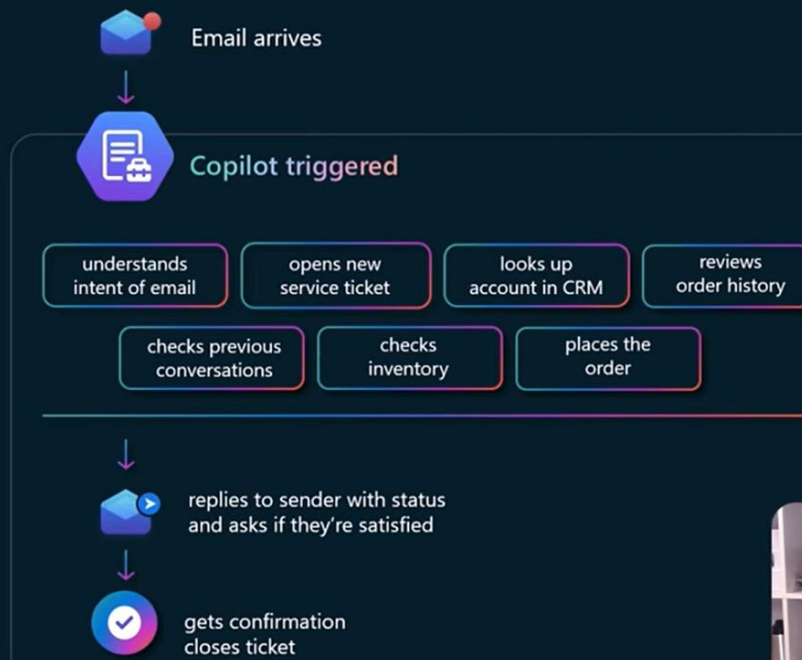 Email arrives
Copilot triggered
understands
intent of email
opens new
service ticket
looks up
account in CRM
reviews
order history
checks previous
conversations
checks
inventory
places the
order
replies to sender with status
and asks if they're satisfied
gets confirmation
closes ticket